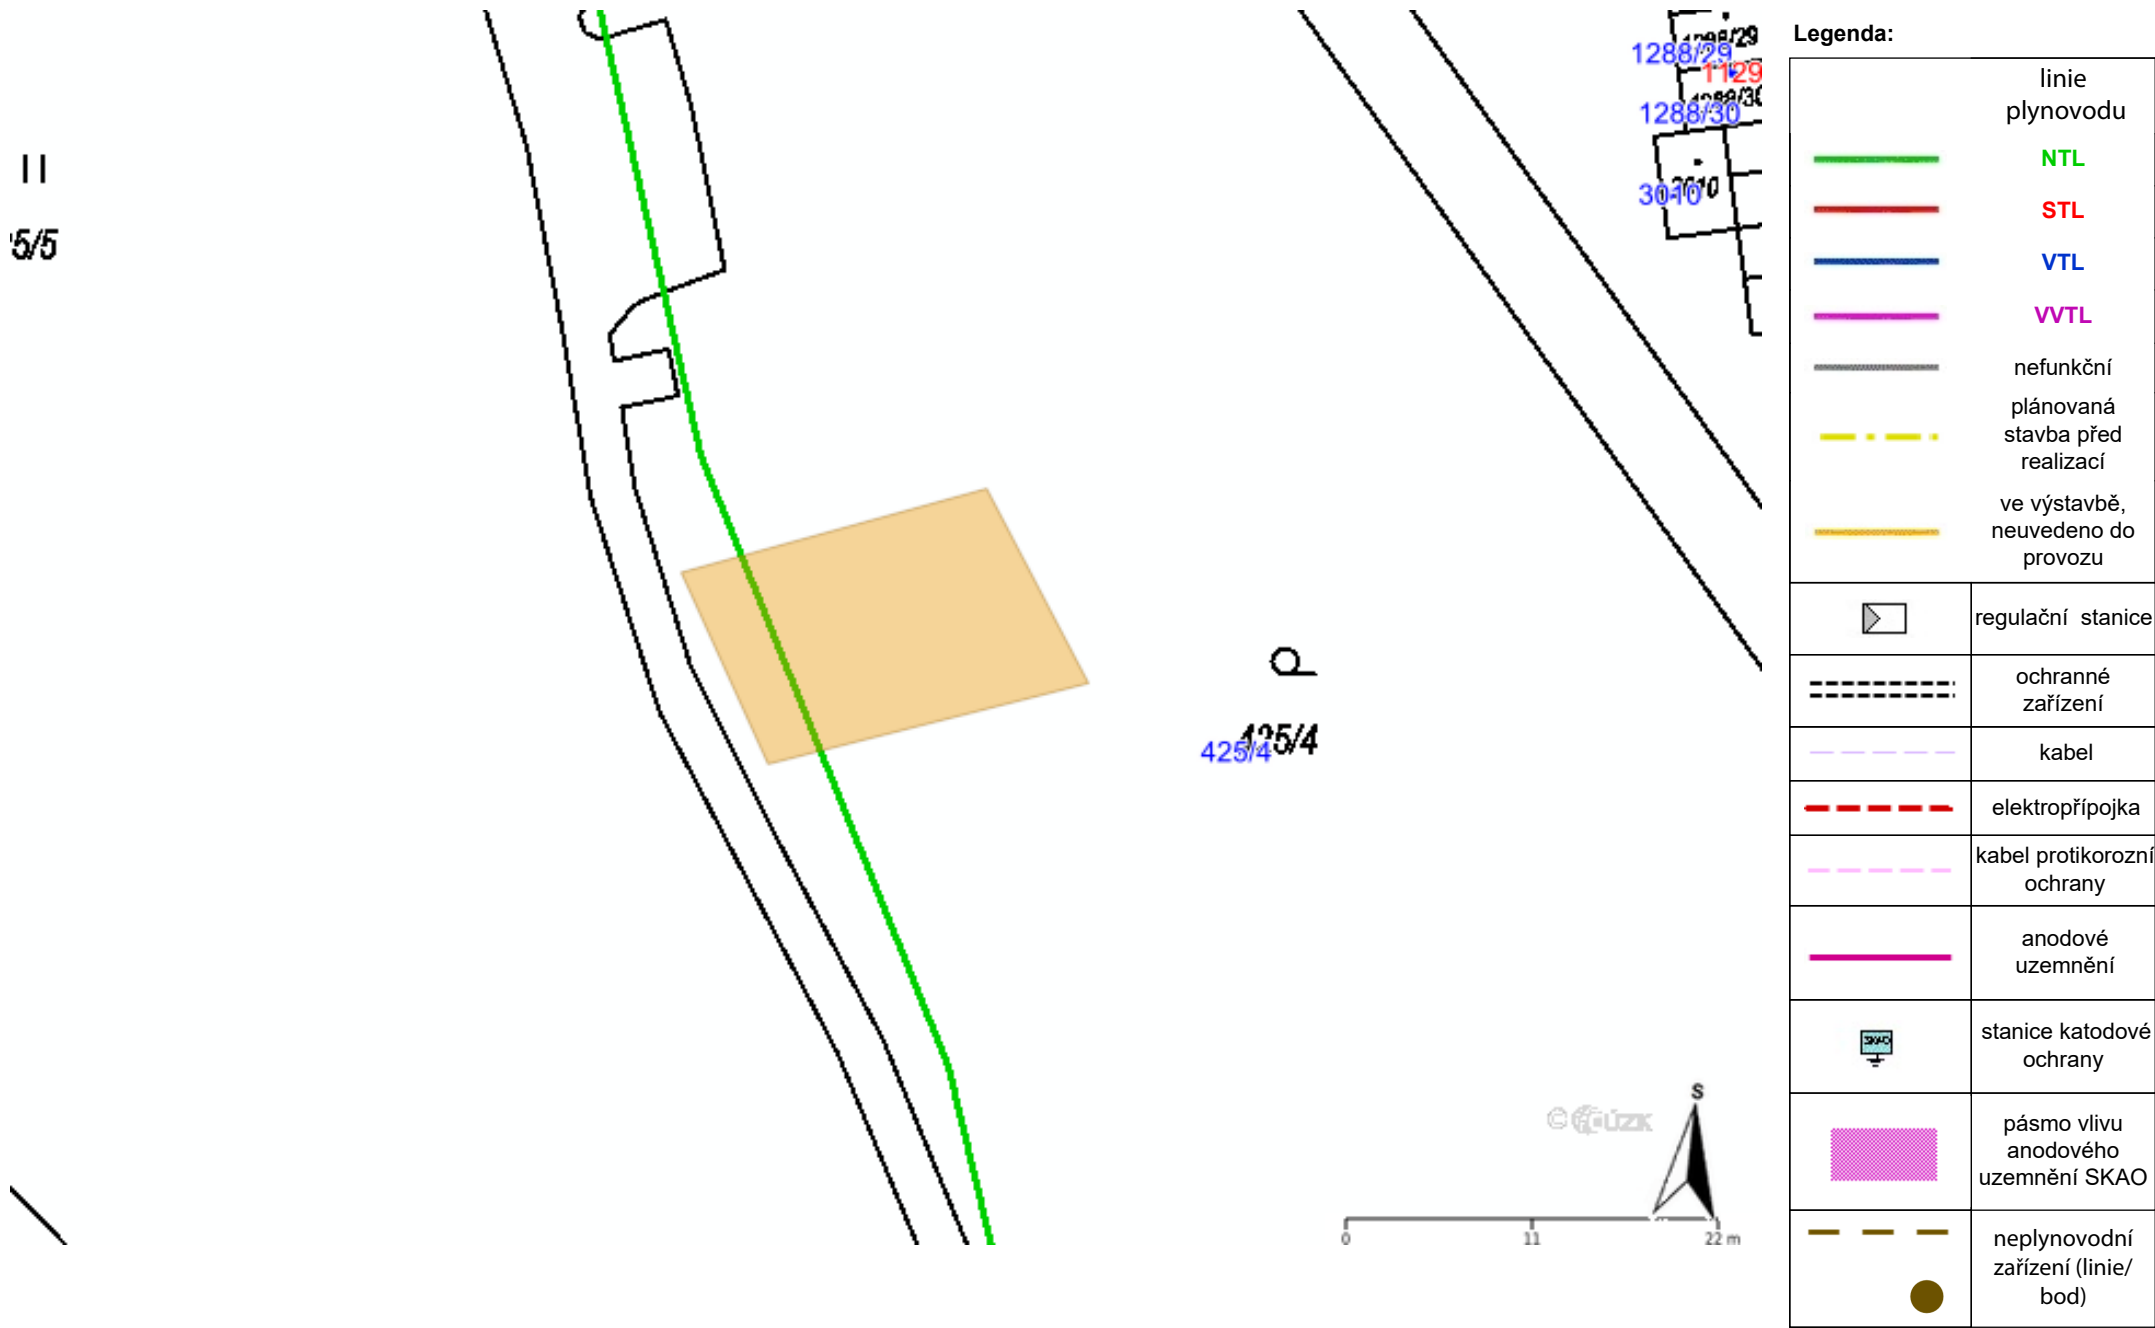 1288/29
1129
1288/30
3010
5/5
425/4
425/4
S
© ČÚZK
0 11 22 m
Legenda:
linie
plynovodu
NTL
STL
VTL
VVTL
nefunkční
plánovaná
stavba před
realizací
ve výstavbě,
neuvedeno do
provozu
regulační stanice
ochranné
zařízení
kabel
elektropřípojka
kabel protikorozní
ochrany
anodové
uzemnění
SKAO
stanice katodové
ochrany
pásmo vlivu
anodového
uzemnění SKAO
neplynovodní
zařízení (linie/
bod)